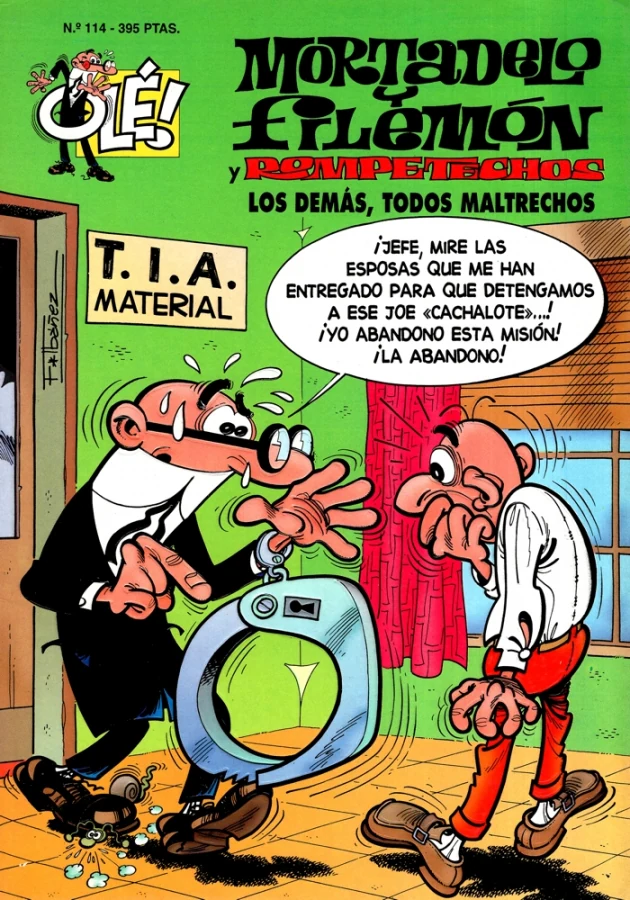 N.º 114 - 395 PTAS.
OLÉ!
MORTADELO
Y
FILEMÓN
y ROMPETECHOS
LOS DEMÁS, TODOS MALTRECHOS
T. I. A.
MATERIAL
¡JEFE, MIRE LAS
ESPOSAS QUE ME HAN
ENTREGADO PARA QUE DETENGAMOS
A ESE JOE «CACHALOTE»...!
¡YO ABANDONO ESTA MISIÓN!
¡LA ABANDONO!
F. Ibáñez